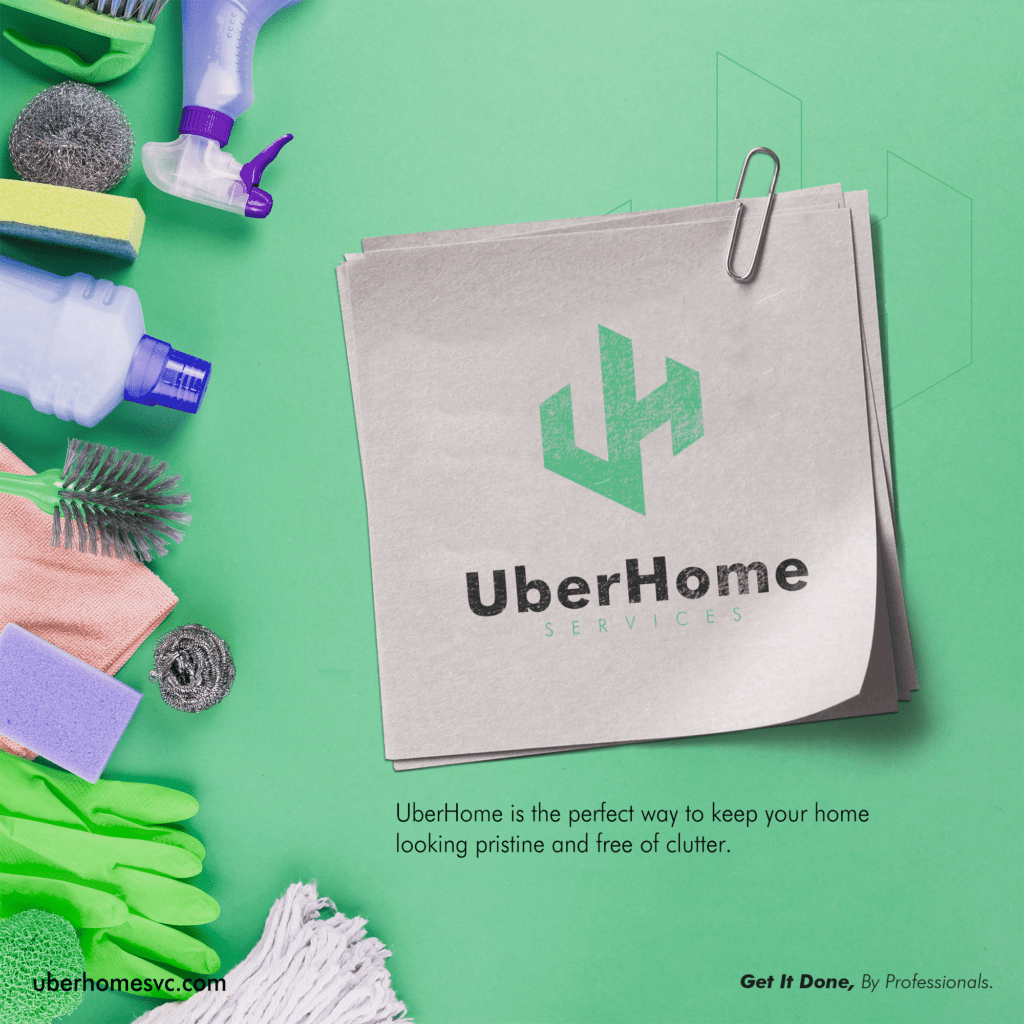 UberHome
SERVICES
UberHome is the perfect way to keep your home
looking pristine and free of clutter.
uberhomesvc.com
Get It Done, By Professionals.